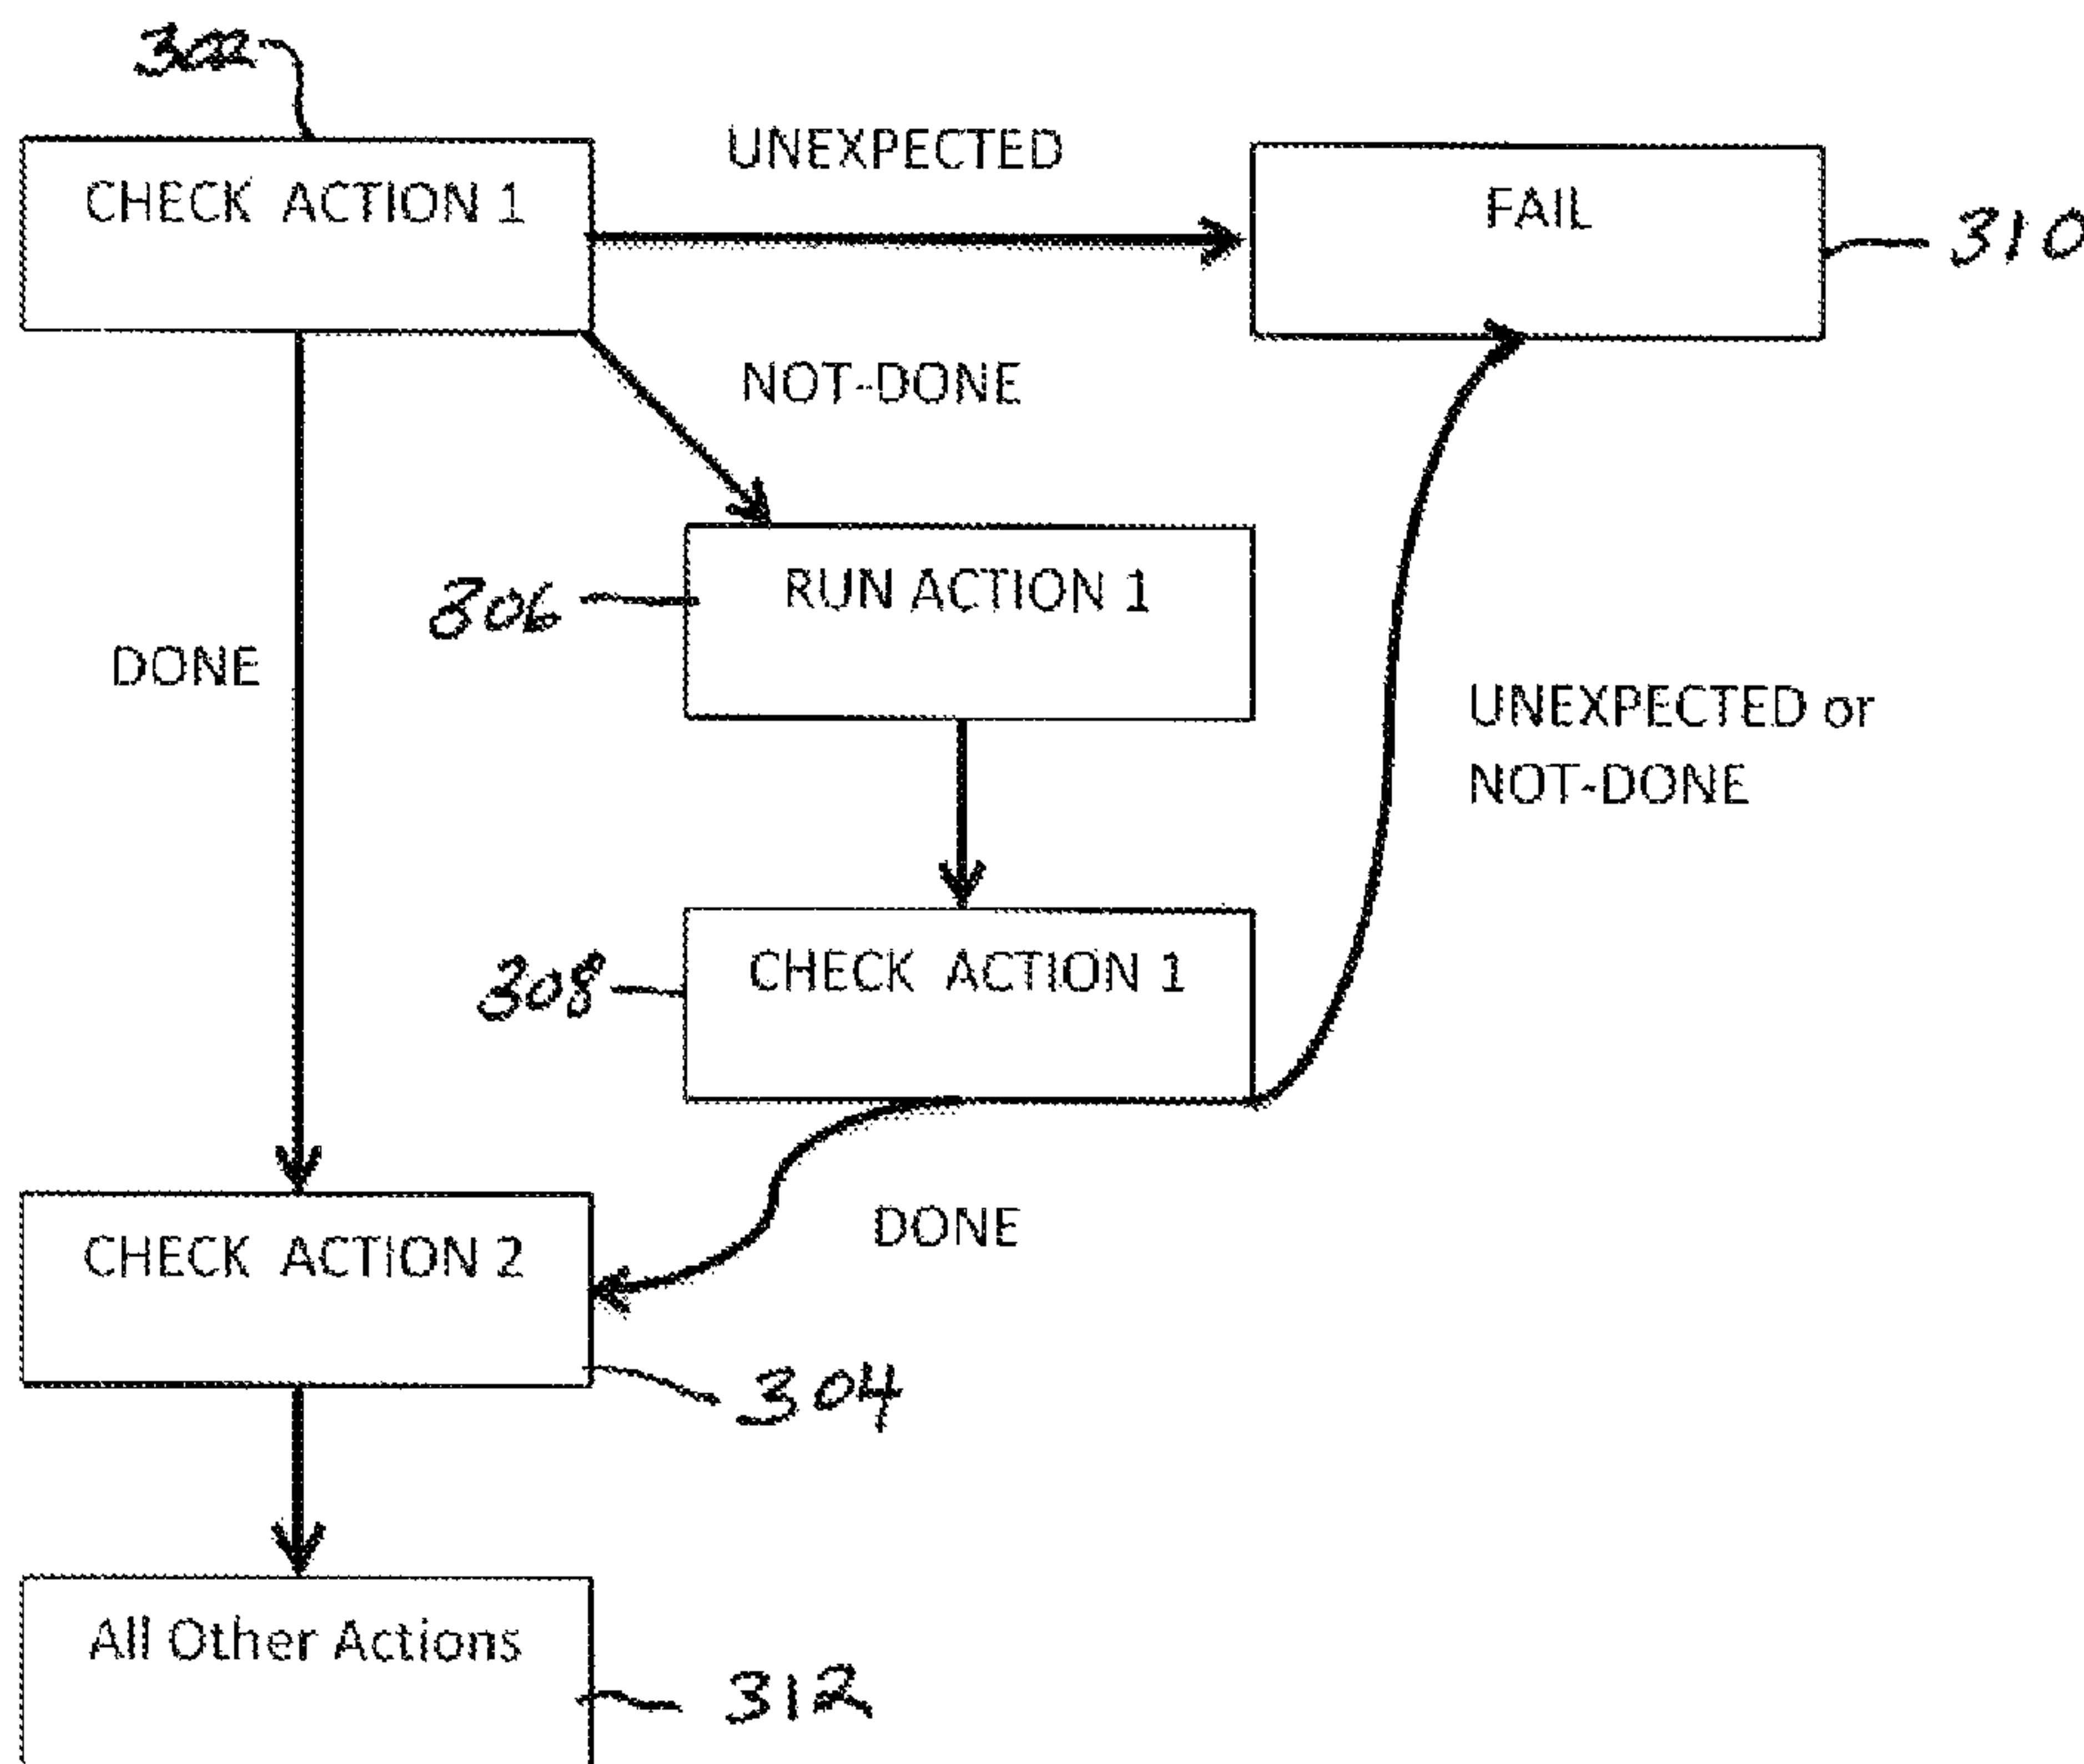 302
CHECK ACTION 1
UNEXPECTED
FAIL
310
NOT-DONE
306
RUN ACTION 1
DONE
UNEXPECTED or
NOT-DONE
308
CHECK ACTION 1
DONE
CHECK ACTION 2
304
All Other Actions
312